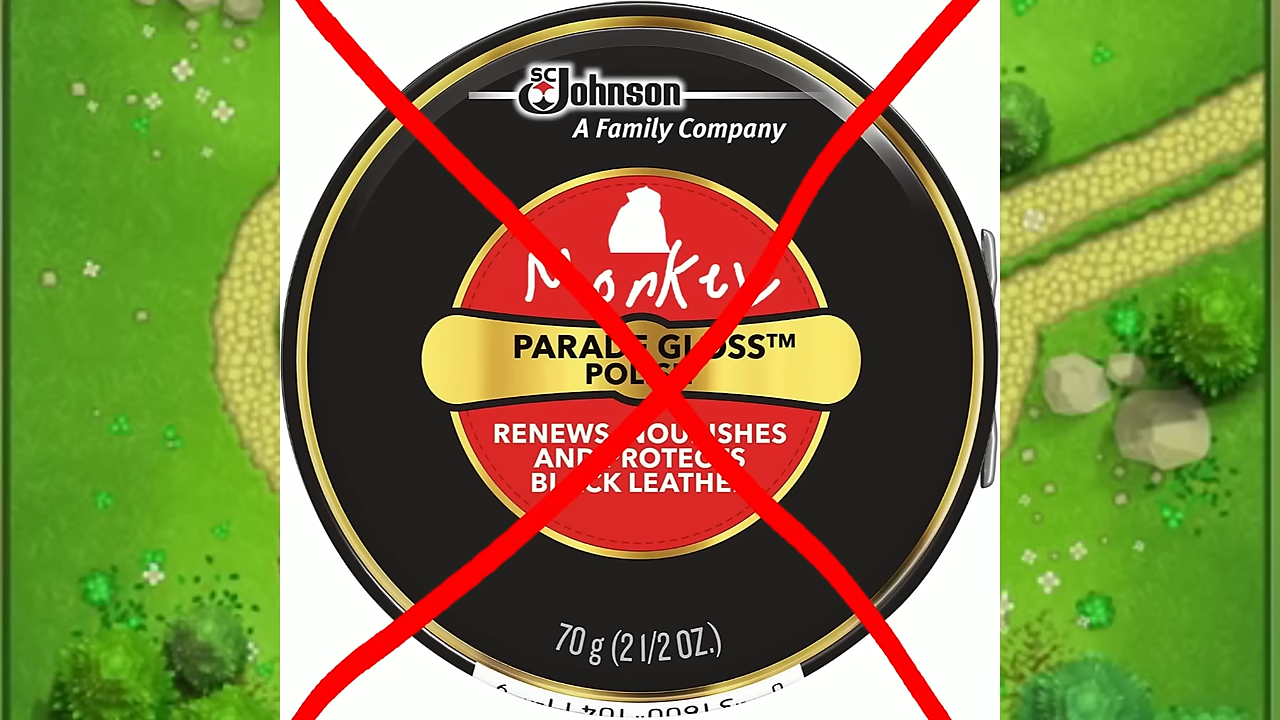 SC Johnson
A Family Company
Monkey
PARADE GLOSS™
POLISH
RENEWS, NOURISHES
AND PROTECTS
BLACK LEATHER
70 g (2 1/2 OZ.)